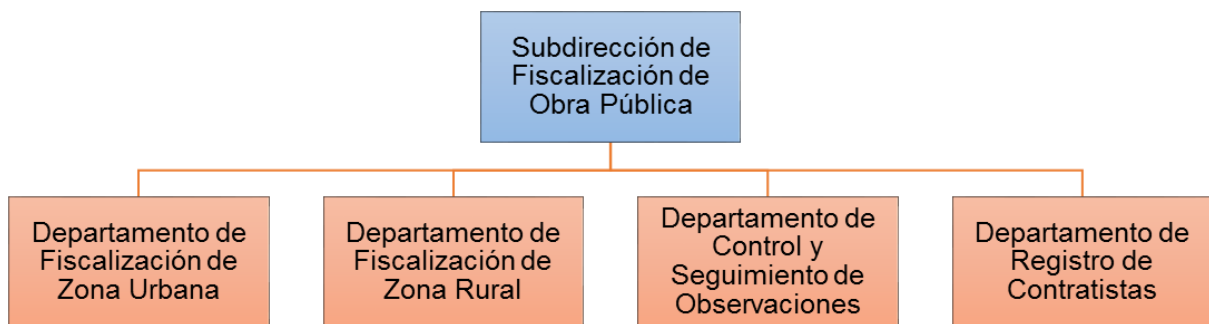 Subdirección de
Fiscalización de
Obra Pública
Departamento de
Fiscalización de
Zona Urbana
Departamento de
Fiscalización de
Zona Rural
Departamento de
Control y
Seguimiento de
Observaciones
Departamento de
Registro de
Contratistas